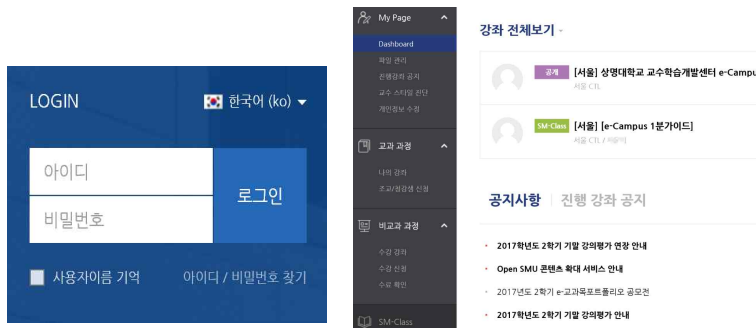 LOGIN
한국어 (ko)
아이디
비밀번호
로그인
사용자이름 기억
아이디 / 비밀번호 찾기
My Page
Dashboard
파일 관리
진행강좌 공지
교수 스타일 진단
개인정보 수정
교과 과정
나의 강좌
조교/청강생 신청
비교과 과정
수강 강좌
수강 신청
수료 확인
SM-Class
강좌 전체보기
공개 [서울] 상명대학교 교수학습개발센터 e-Campu
서울 CTL
SM-Class [서울] [e-Campus 1분가이드]
서울 CTL /
공지사항 진행 강좌 공지
2017학년도 2학기 기말 강의평가 연장 안내
Open SMU 콘텐츠 확대 서비스 안내
2017년도 2학기 e-교과목포트폴리오 공모전
2017학년도 2학기 기말 강의평가 안내